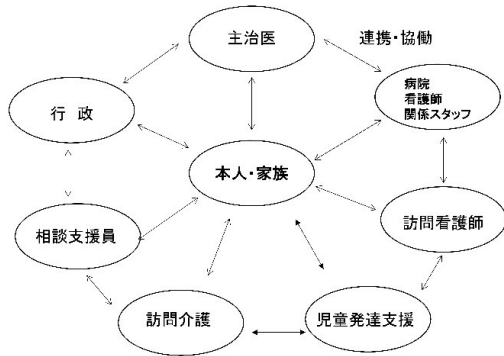 主治医
連携・協働
行 政
病院
看護師
関係スタッフ
本人・家族
相談支援員
訪問看護師
訪問介護
児童発達支援